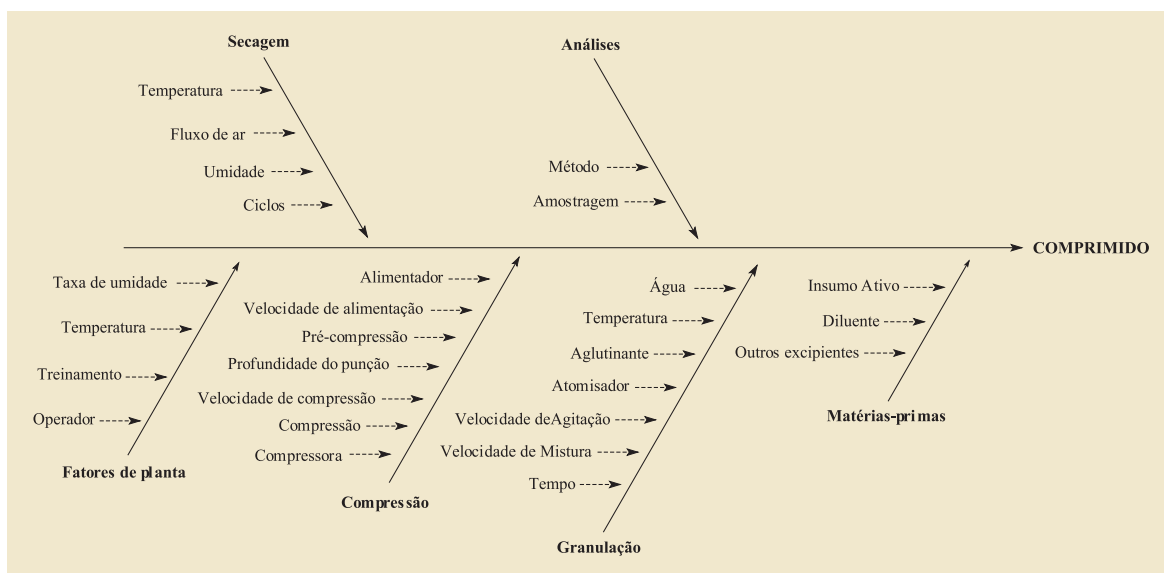 Secagem
Temperatura
Fluxo de ar
Umidade
Ciclos
Análises
Método
Amostragem
COMPRIMIDO
Taxa de umidade
Temperatura
Treinamento
Operador
Fatores de planta
Alimentador
Velocidade de alimentação
Pré-compressão
Profundidade do punção
Velocidade de compressão
Compressão
Compressora
Compressão
Água
Temperatura
Aglutinante
Atomisador
Velocidade deAgitação
Velocidade de Mistura
Tempo
Granulação
Insumo Ativo
Diluente
Outros excipientes
Matérias-primas